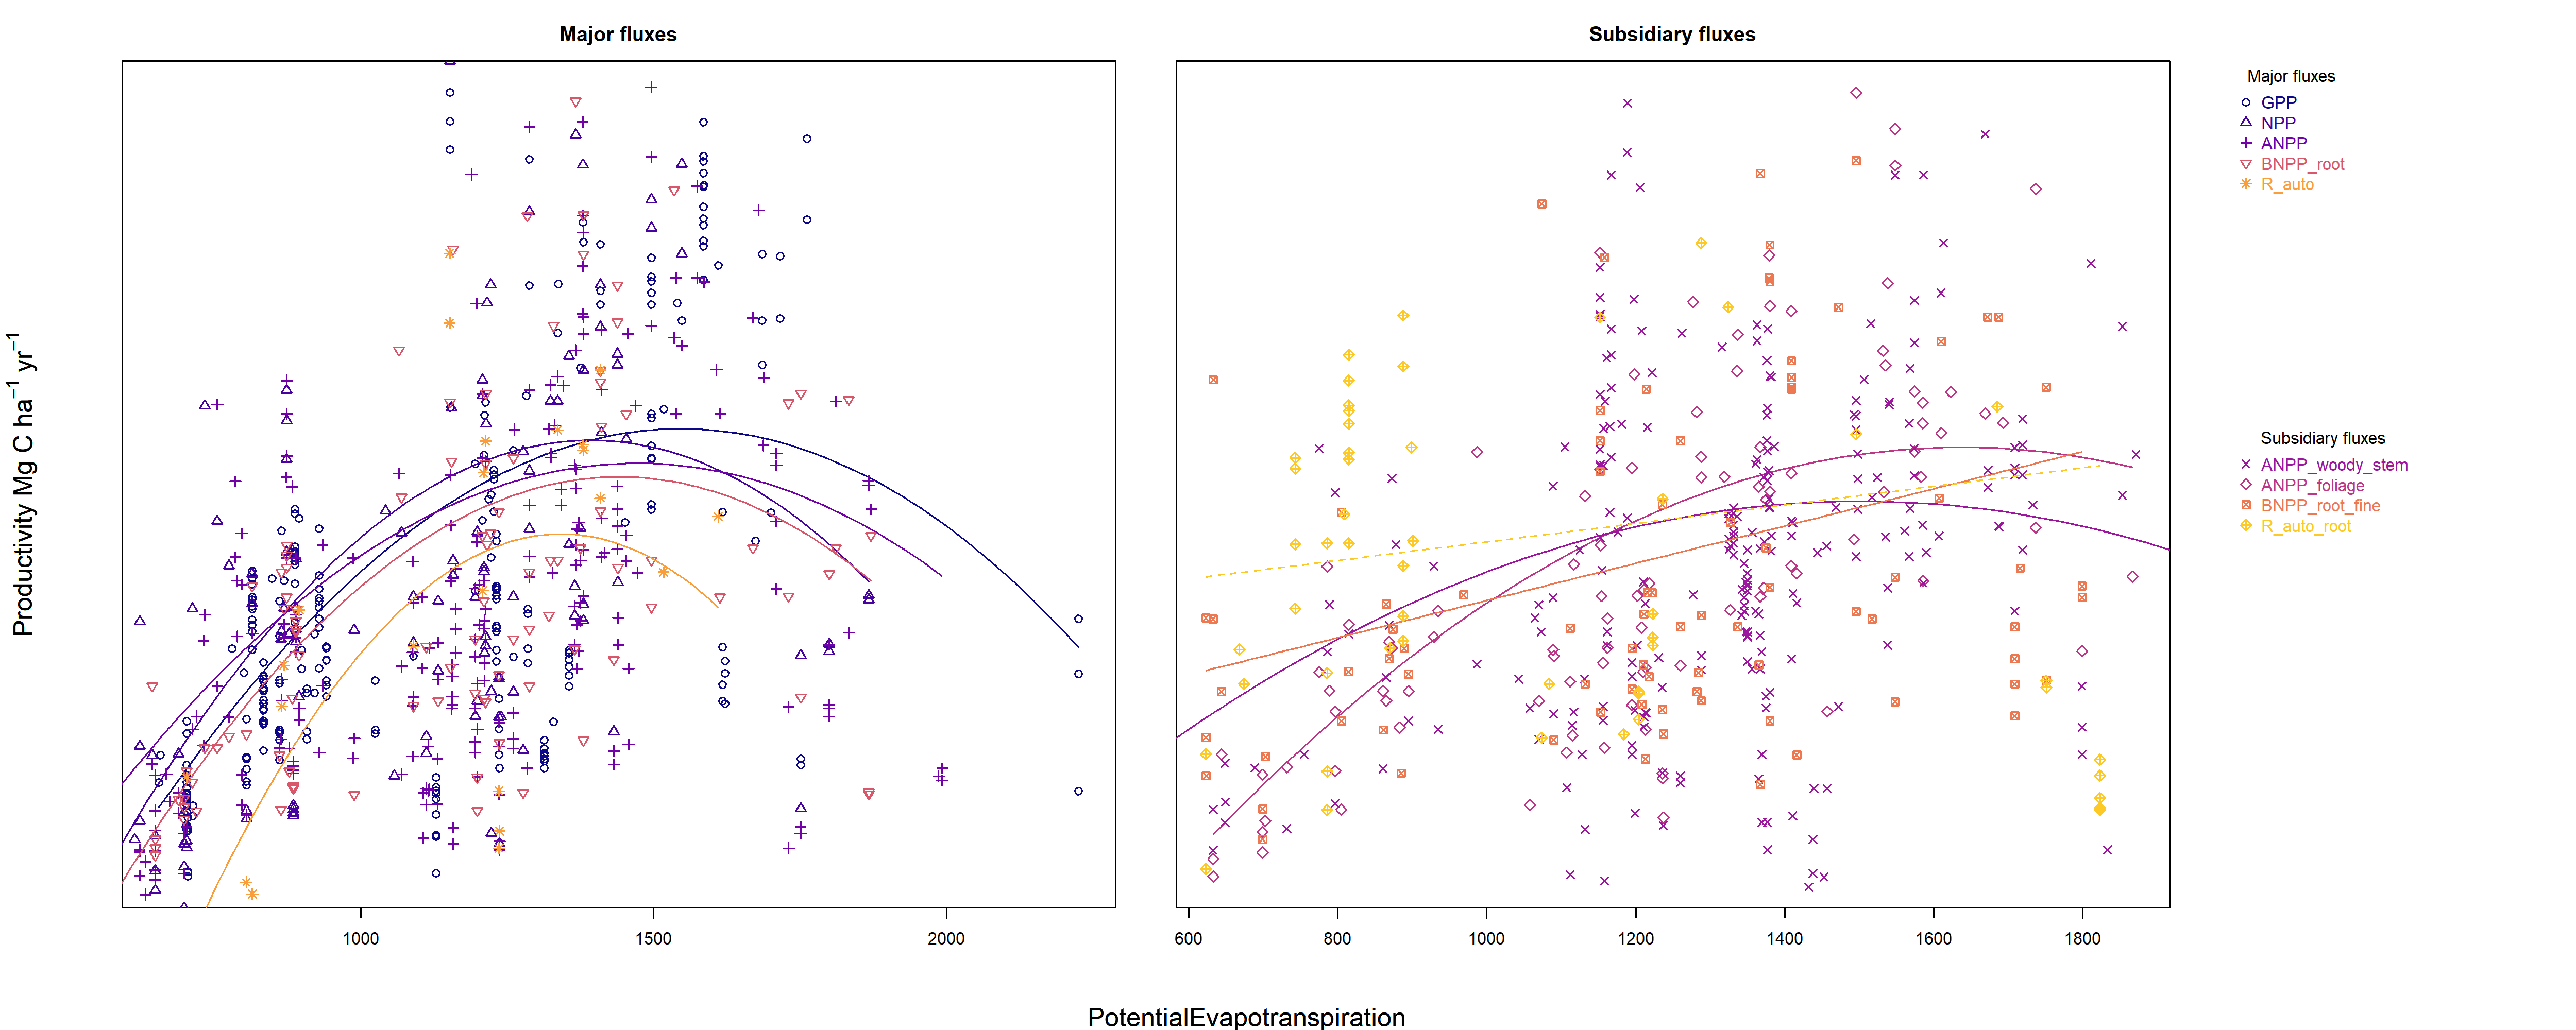 Major fluxes
Subsidiary fluxes
Productivity Mg C ha⁻¹ yr⁻¹
1000
1500
2000
600
800
1000
1200
1400
1600
1800
PotentialEvapotranspiration
Major fluxes
GPP
NPP
ANPP
BNPP_root
R_auto
Subsidiary fluxes
ANPP_woody_stem
ANPP_foliage
BNPP_root_fine
R_auto_root